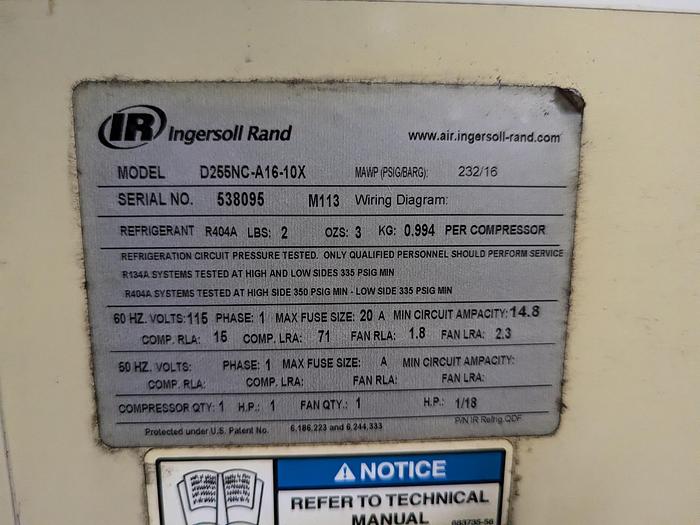 IR Ingersoll Rand www.air.ingersoll-rand.com
MODEL D255NC-A16-10X MAWP (PSIG/BARG): 232/16
SERIAL NO. 538095 M113 Wiring Diagram:
REFRIGERANT R404A LBS: 2 OZS: 3 KG: 0.994 PER COMPRESSOR
REFRIGERATION CIRCUIT PRESSURE TESTED. ONLY QUALIFIED PERSONNEL SHOULD PERFORM SERVICE
R134A SYSTEMS TESTED AT HIGH AND LOW SIDES 335 PSIG MIN
R404A SYSTEMS TESTED AT HIGH SIDE 350 PSIG MIN - LOW SIDE 335 PSIG MIN
60 HZ. VOLTS: 115 PHASE: 1 MAX FUSE SIZE: 20 A MIN CIRCUIT AMPACITY: 14.8
COMP. RLA: 15 COMP. LRA: 71 FAN RLA: 1.8 FAN LRA: 2.3
50 HZ. VOLTS: PHASE: 1 MAX FUSE SIZE: A MIN CIRCUIT AMPACITY:
COMP. RLA: COMP. LRA: FAN RLA: FAN LRA:
COMPRESSOR QTY: 1 H.P.: 1 FAN QTY.: 1 H.P.: 1/18
P/N IR Refrig.QDF
Protected under U.S. Patent No. 6,186,223 and 6,244,333
NOTICE
REFER TO TECHNICAL
MANUAL 683735-56